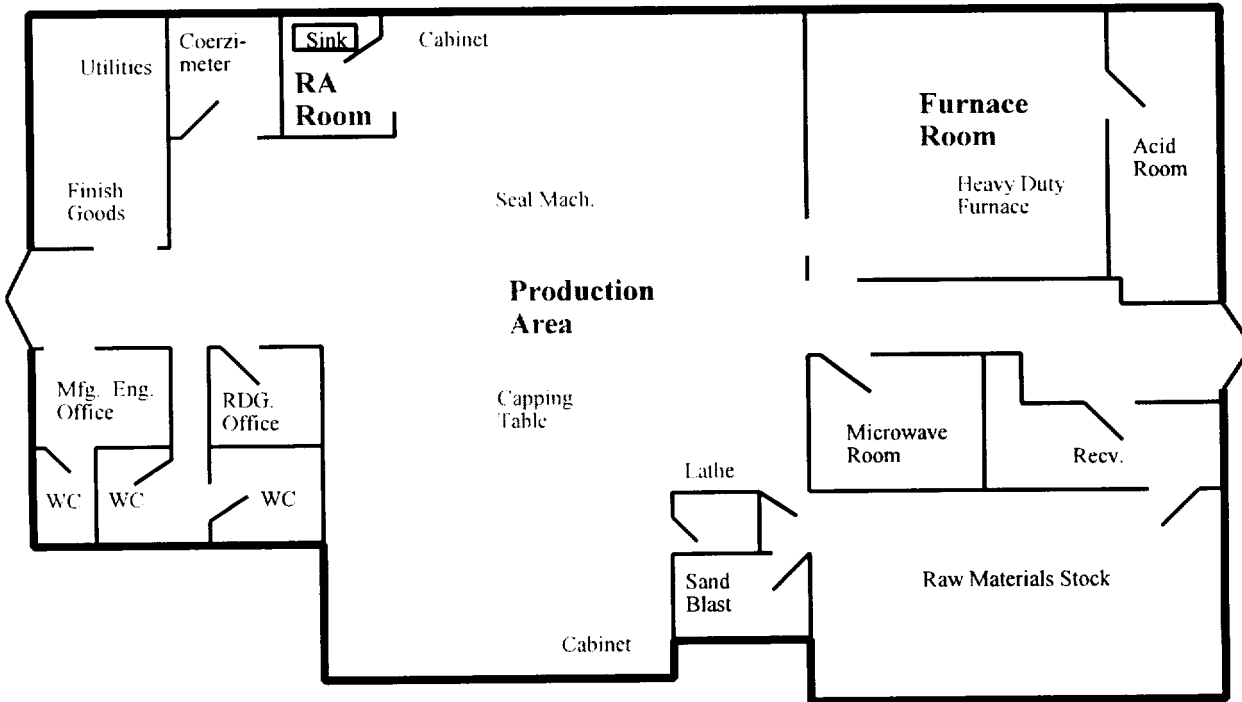 Utilities
Coerzi-
meter
Sink
RA
Room
Cabinet
Furnace
Room
Acid
Room
Finish
Goods
Seal Mach.
Heavy Duty
Furnace
Production
Area
Mfg. Eng.
Office
RDG.
Office
Capping
Table
Microwave
Room
Recv.
Lathe
WC
WC
WC
Sand
Blast
Raw Materials Stock
Cabinet